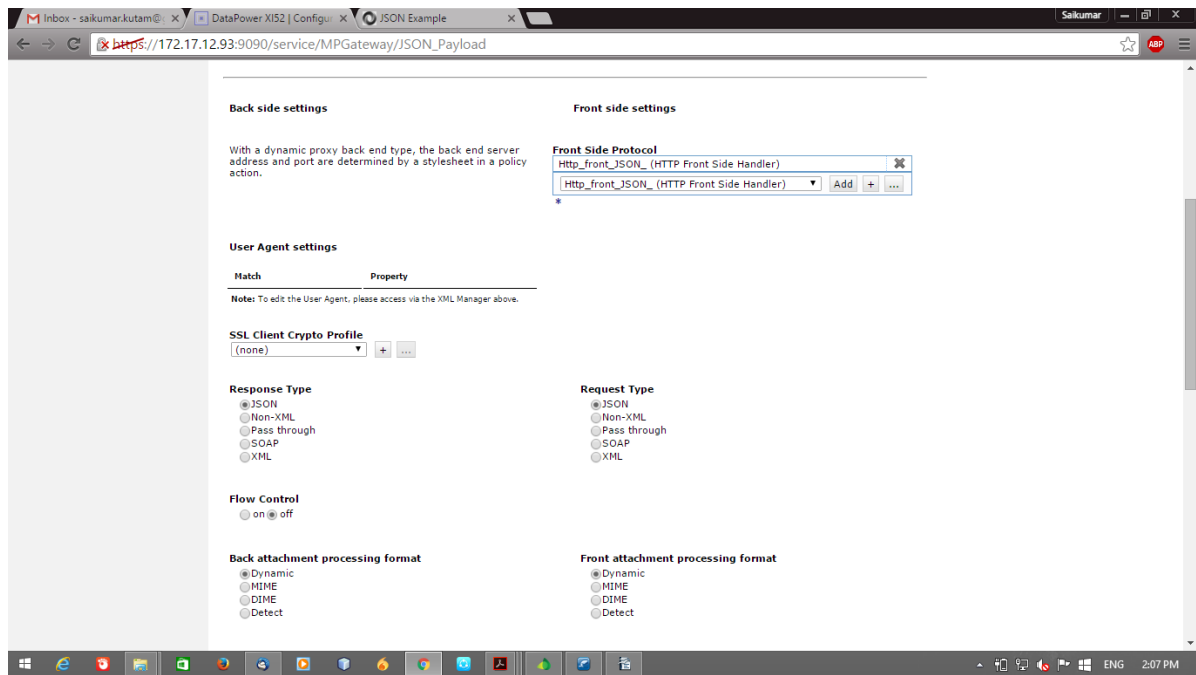 Inbox - saikumar.kutam@
DataPower XI52 | Configur
JSON Example
Saikumar
https://172.17.12.93:9090/service/MPGateway/JSON_Payload
ABP
Back side settings
Front side settings
With a dynamic proxy back end type, the back end server
address and port are determined by a stylesheet in a policy
action.
Front Side Protocol
Http_front_JSON_ (HTTP Front Side Handler)
Http_front_JSON_ (HTTP Front Side Handler)
Add
+
...
*
User Agent settings
Match
Property
Note: To edit the User Agent, please access via the XML Manager above.
SSL Client Crypto Profile
(none)
+
...
Response Type
JSON
Non-XML
Pass through
SOAP
XML
Request Type
JSON
Non-XML
Pass through
SOAP
XML
Flow Control
on off
Back attachment processing format
Dynamic
MIME
DIME
Detect
Front attachment processing format
Dynamic
MIME
DIME
Detect
ENG
2:07 PM